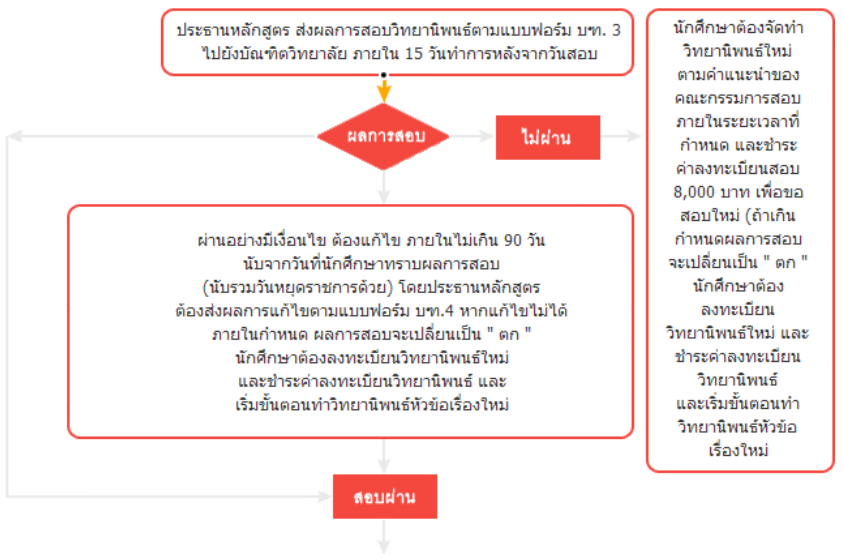 ประธานหลักสูตร ส่งผลการสอบวิทยานิพนธ์ตามแบบฟอร์ม บฑ. 3
ไปยังบัณฑิตวิทยาลัย ภายใน 15 วันทำการหลังจากวันสอบ
ผลการสอบ
ไม่ผ่าน
นักศึกษาต้องจัดทำ
วิทยานิพนธ์ใหม่
ตามคำแนะนำของ
คณะกรรมการสอบ
ภายในระยะเวลาที่
กำหนด และชำระ
ค่าลงทะเบียนสอบ
8,000 บาท เพื่อขอ
สอบใหม่ (ถ้าเกิน
กำหนดผลการสอบ
จะเปลี่ยนเป็น " ตก "
นักศึกษาต้อง
ลงทะเบียน
วิทยานิพนธ์ใหม่ และ
ชำระค่าลงทะเบียน
วิทยานิพนธ์
และเริ่มขั้นตอนทำ
วิทยานิพนธ์หัวข้อ
เรื่องใหม่
ผ่านอย่างมีเงื่อนไข ต้องแก้ไข ภายในไม่เกิน 90 วัน
นับจากวันที่นักศึกษาทราบผลการสอบ
(นับรวมวันหยุดราชการด้วย) โดยประธานหลักสูตร
ต้องส่งผลการแก้ไขตามแบบฟอร์ม บฑ.4 หากแก้ไขไม่ได้
ภายในกำหนด ผลการสอบจะเปลี่ยนเป็น " ตก "
นักศึกษาต้องลงทะเบียนวิทยานิพนธ์ใหม่
และชำระค่าลงทะเบียนวิทยานิพนธ์ และ
เริ่มขั้นตอนทำวิทยานิพนธ์หัวข้อเรื่องใหม่
สอบผ่าน